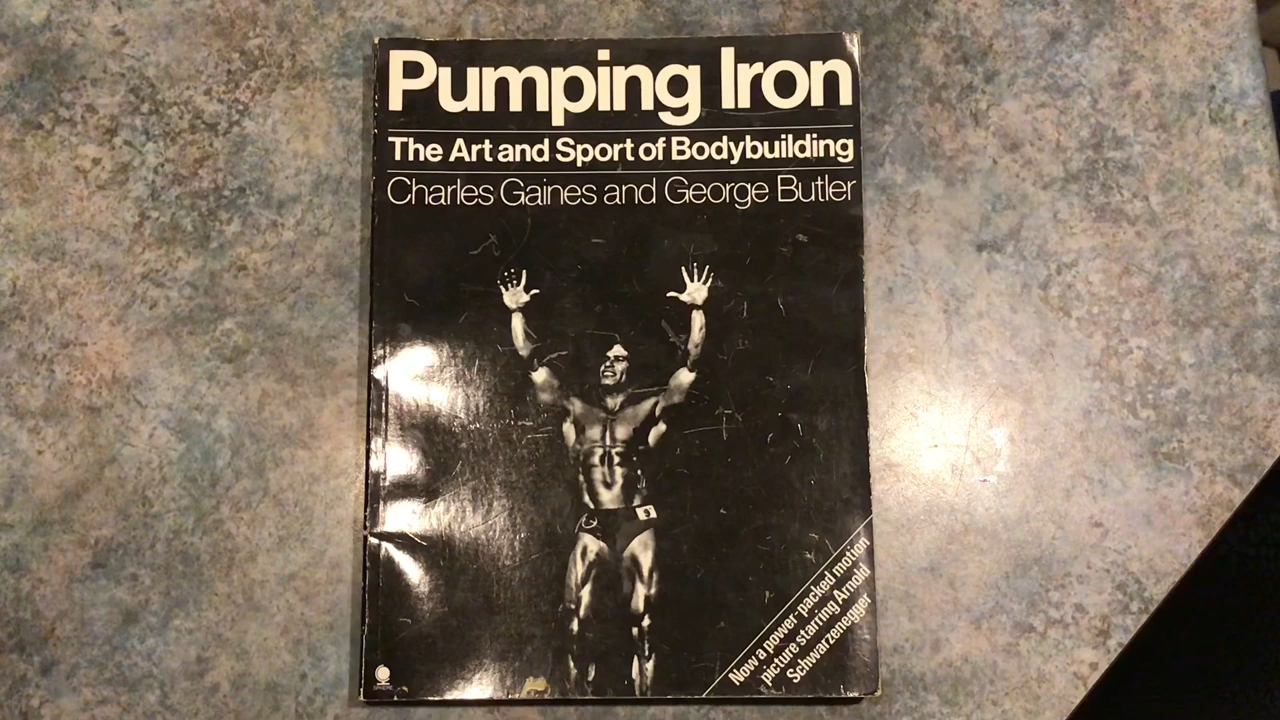 Pumping Iron
The Art and Sport of Bodybuilding
Charles Gaines and George Butler
Now a power-packed motion
picture starring Arnold
Schwarzenegger
SPHERE